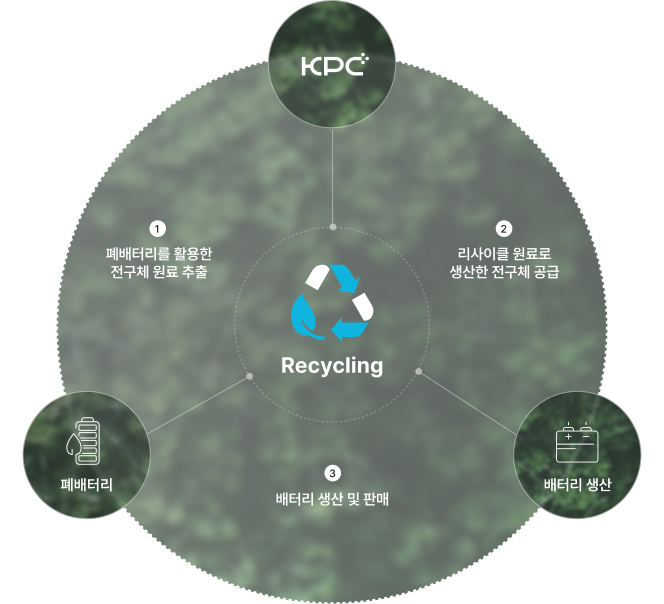 KPC
1
폐배터리를 활용한
전구체 원료 추출
2
리사이클 원료로
생산한 전구체 공급
Recycling
폐배터리
3
배터리 생산 및 판매
배터리 생산